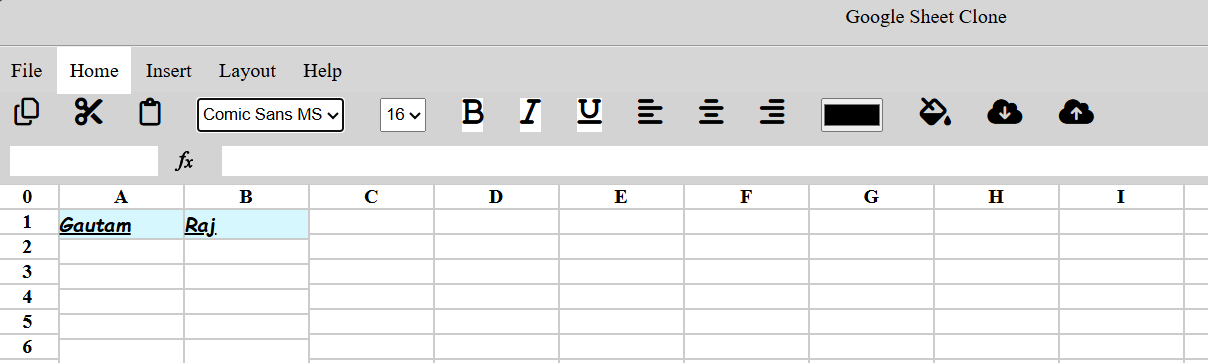 Google Sheet Clone
File Home Insert Layout Help
Comic Sans MS 16 B I U
fx
0 A B C D E F G H I
1 Gautam Raj
2
3
4
5
6